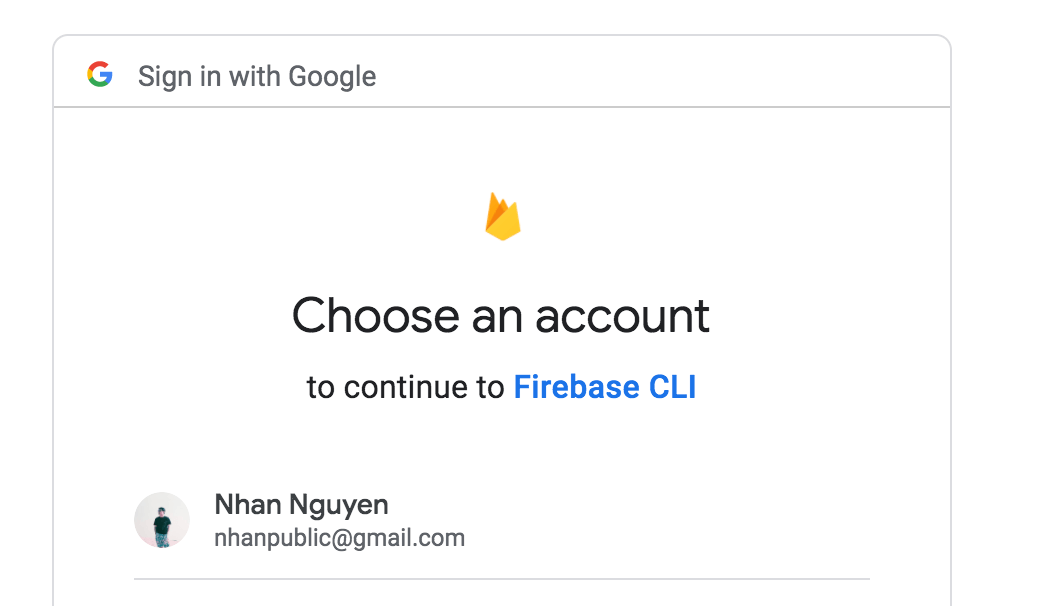 Sign in with Google
Choose an account
to continue to Firebase CLI
Nhan Nguyen
nhanpublic@gmail.com